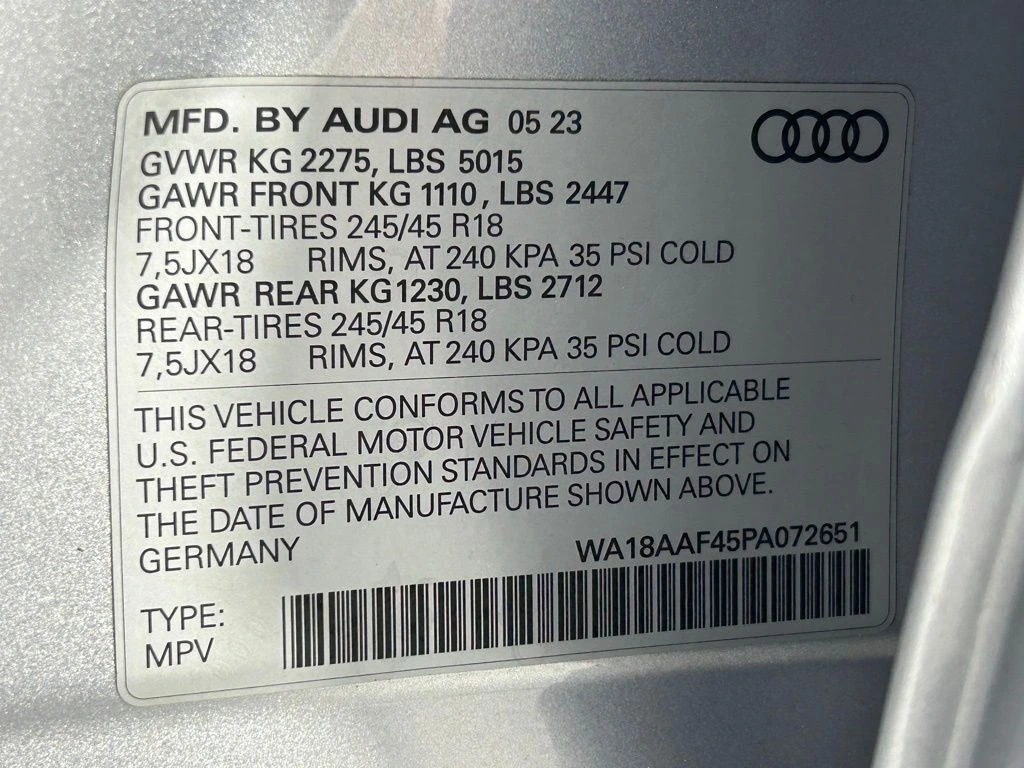 MFD. BY AUDI AG 05 23
GVWR KG 2275, LBS 5015
GAWR FRONT KG 1110, LBS 2447
FRONT-TIRES 245/45 R18
7,5JX18 RIMS, AT 240 KPA 35 PSI COLD
GAWR REAR KG1230, LBS 2712
REAR-TIRES 245/45 R18
7,5JX18 RIMS, AT 240 KPA 35 PSI COLD
THIS VEHICLE CONFORMS TO ALL APPLICABLE
U.S. FEDERAL MOTOR VEHICLE SAFETY AND
THEFT PREVENTION STANDARDS IN EFFECT ON
THE DATE OF MANUFACTURE SHOWN ABOVE.
GERMANY WA18AAF45PA072651
TYPE:
MPV